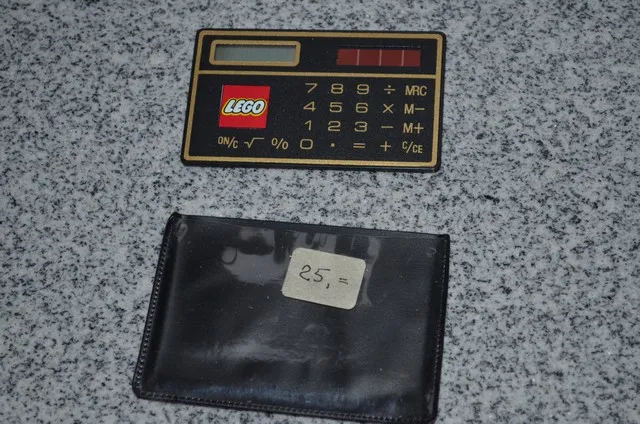 7 8 9 ÷ MRC
LEGO 4 5 6 × M−
1 2 3 − M+
ON/C √ % 0 · = + C/CE
25,=